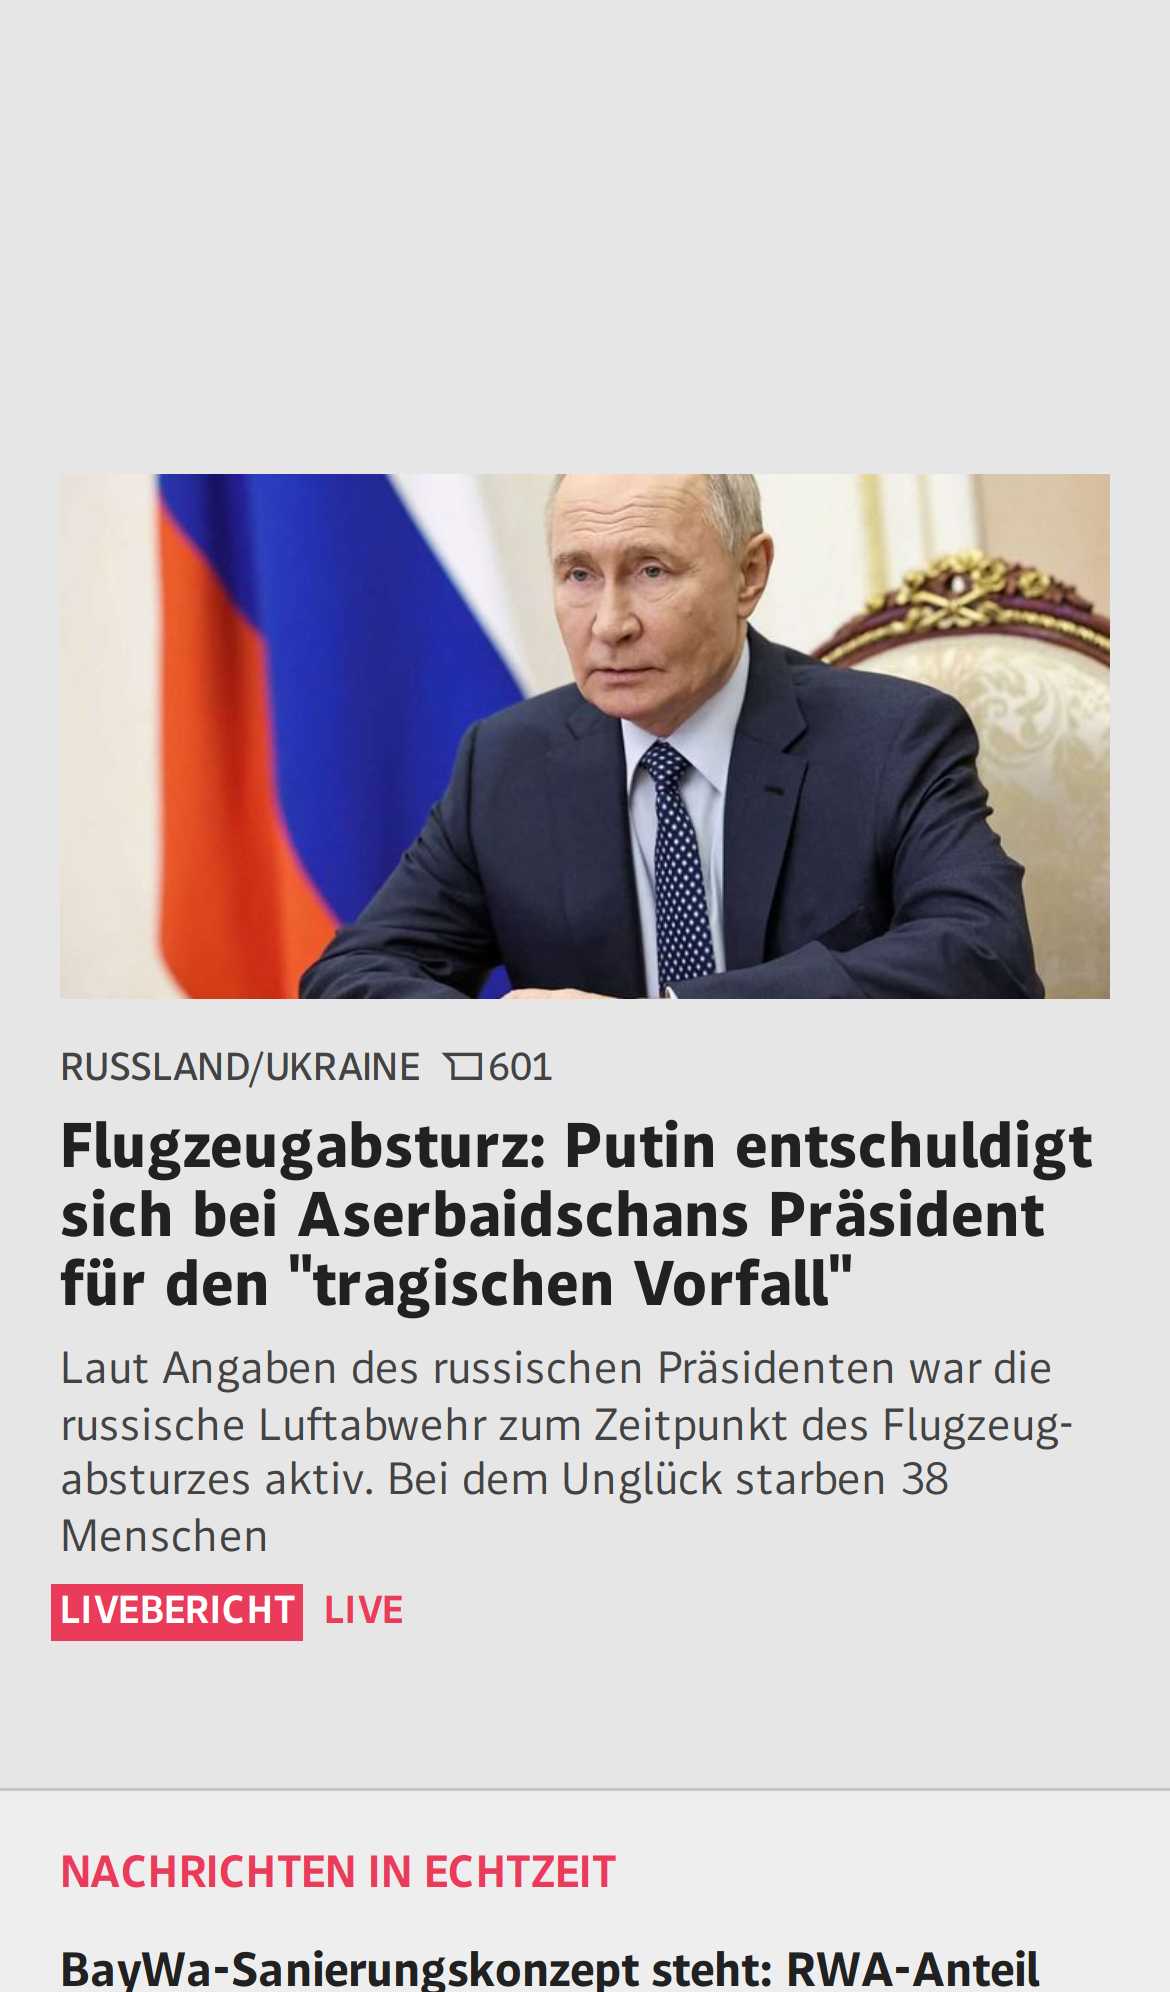 RUSSLAND/UKRAINE 601
Flugzeugabsturz: Putin entschuldigt
sich bei Aserbaidschans Präsident
für den "tragischen Vorfall"
Laut Angaben des russischen Präsidenten war die
russische Luftabwehr zum Zeitpunkt des Flugzeug-
absturzes aktiv. Bei dem Unglück starben 38
Menschen
LIVEBERICHT LIVE
NACHRICHTEN IN ECHTZEIT
BayWa-Sanierungskonzept steht: RWA-Anteil